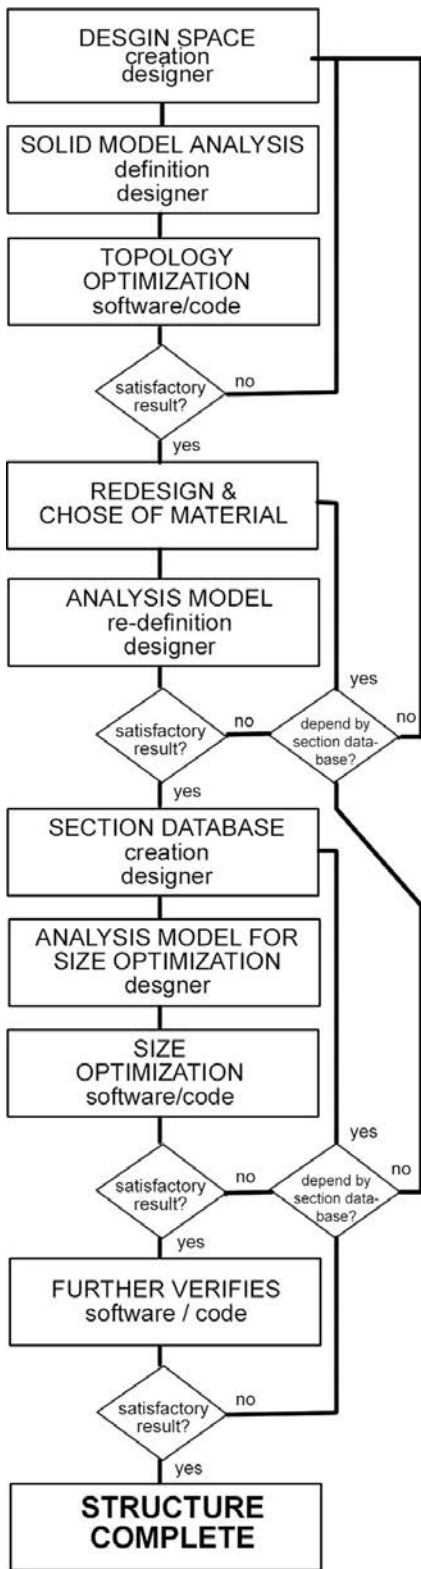 DESGIN SPACE
creation
designer
SOLID MODEL ANALYSIS
definition
designer
TOPOLOGY
OPTIMIZATION
software/code
satisfactory
result?
no
yes
REDESIGN &
CHOSE OF MATERIAL
ANALYSIS MODEL
re-definition
designer
yes
satisfactory
result?
no
depend by
section data-
base?
no
yes
SECTION DATABASE
creation
designer
ANALYSIS MODEL FOR
SIZE OPTIMIZATION
desgner
SIZE
OPTIMIZATION
software/code
yes
satisfactory
result?
no
depend by
section data-
base?
no
yes
FURTHER VERIFIES
software / code
satisfactory
result?
no
yes
STRUCTURE
COMPLETE